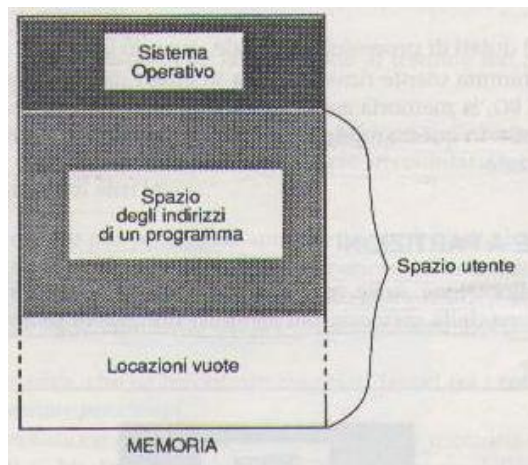 Sistema
Operativo
Spazio
degli indirizzi
di un programma
Spazio utente
Locazioni vuote
MEMORIA